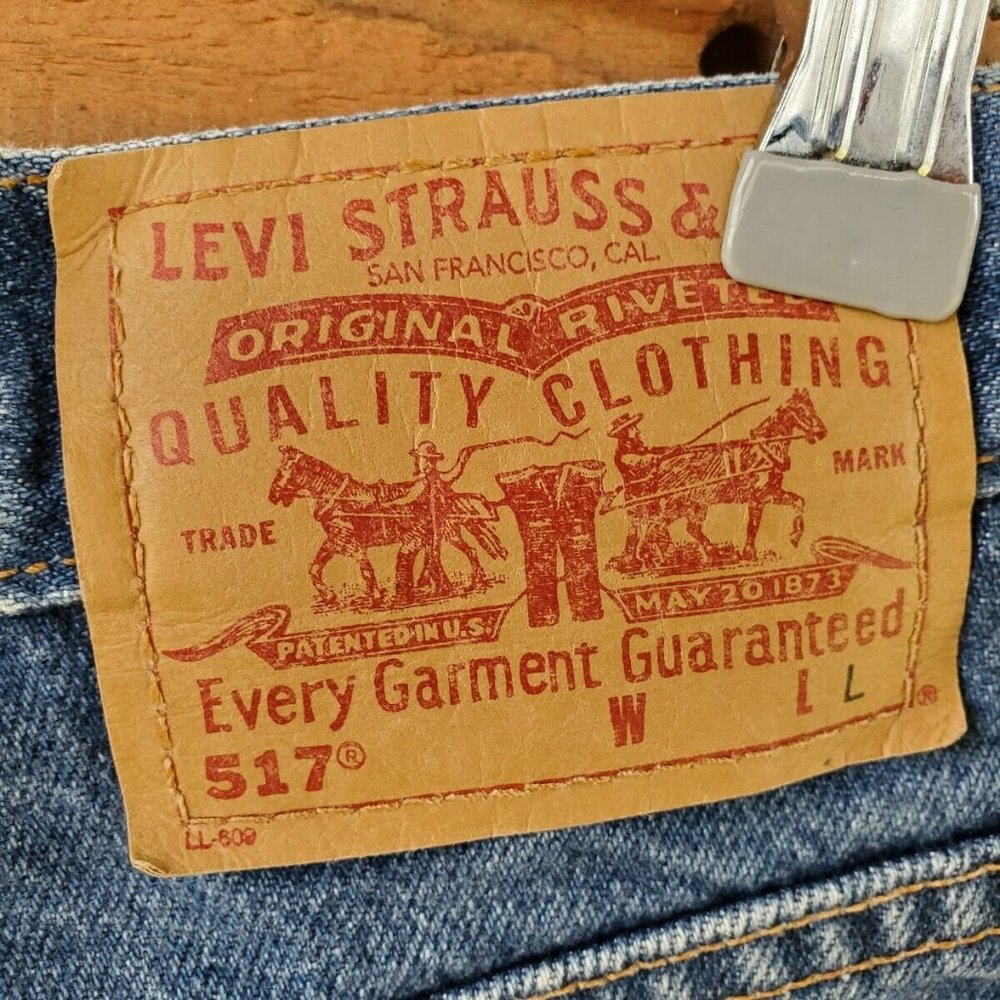 LEVI STRAUSS &
SAN FRANCISCO, CAL.
ORIGINAL RIVETED
QUALITY CLOTHING
TRADE MARK
PATENTED IN U.S. MAY 20 1873
Every Garment Guaranteed
517® W L L ®
LL-609